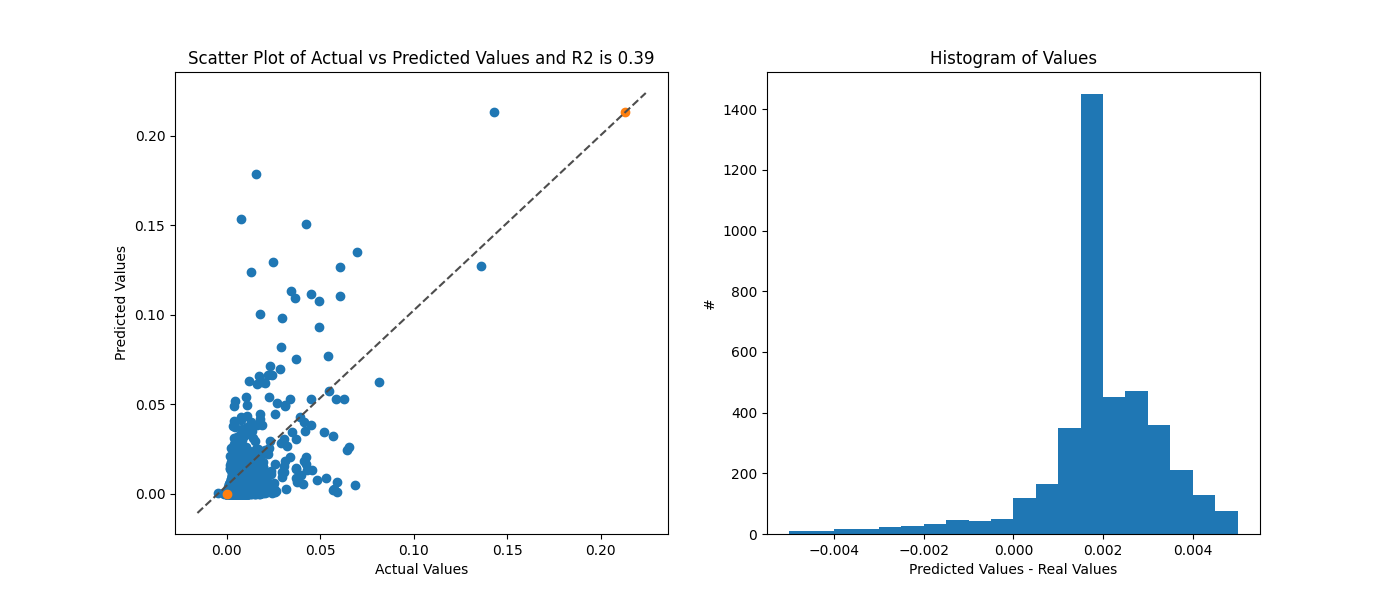 Scatter Plot of Actual vs Predicted Values and R2 is 0.39
Predicted Values
0.20
0.15
0.10
0.05
0.00
0.00 0.05 0.10 0.15 0.20
Actual Values
Histogram of Values
#
1400
1200
1000
800
600
400
200
0
−0.004 −0.002 0.000 0.002 0.004
Predicted Values - Real Values